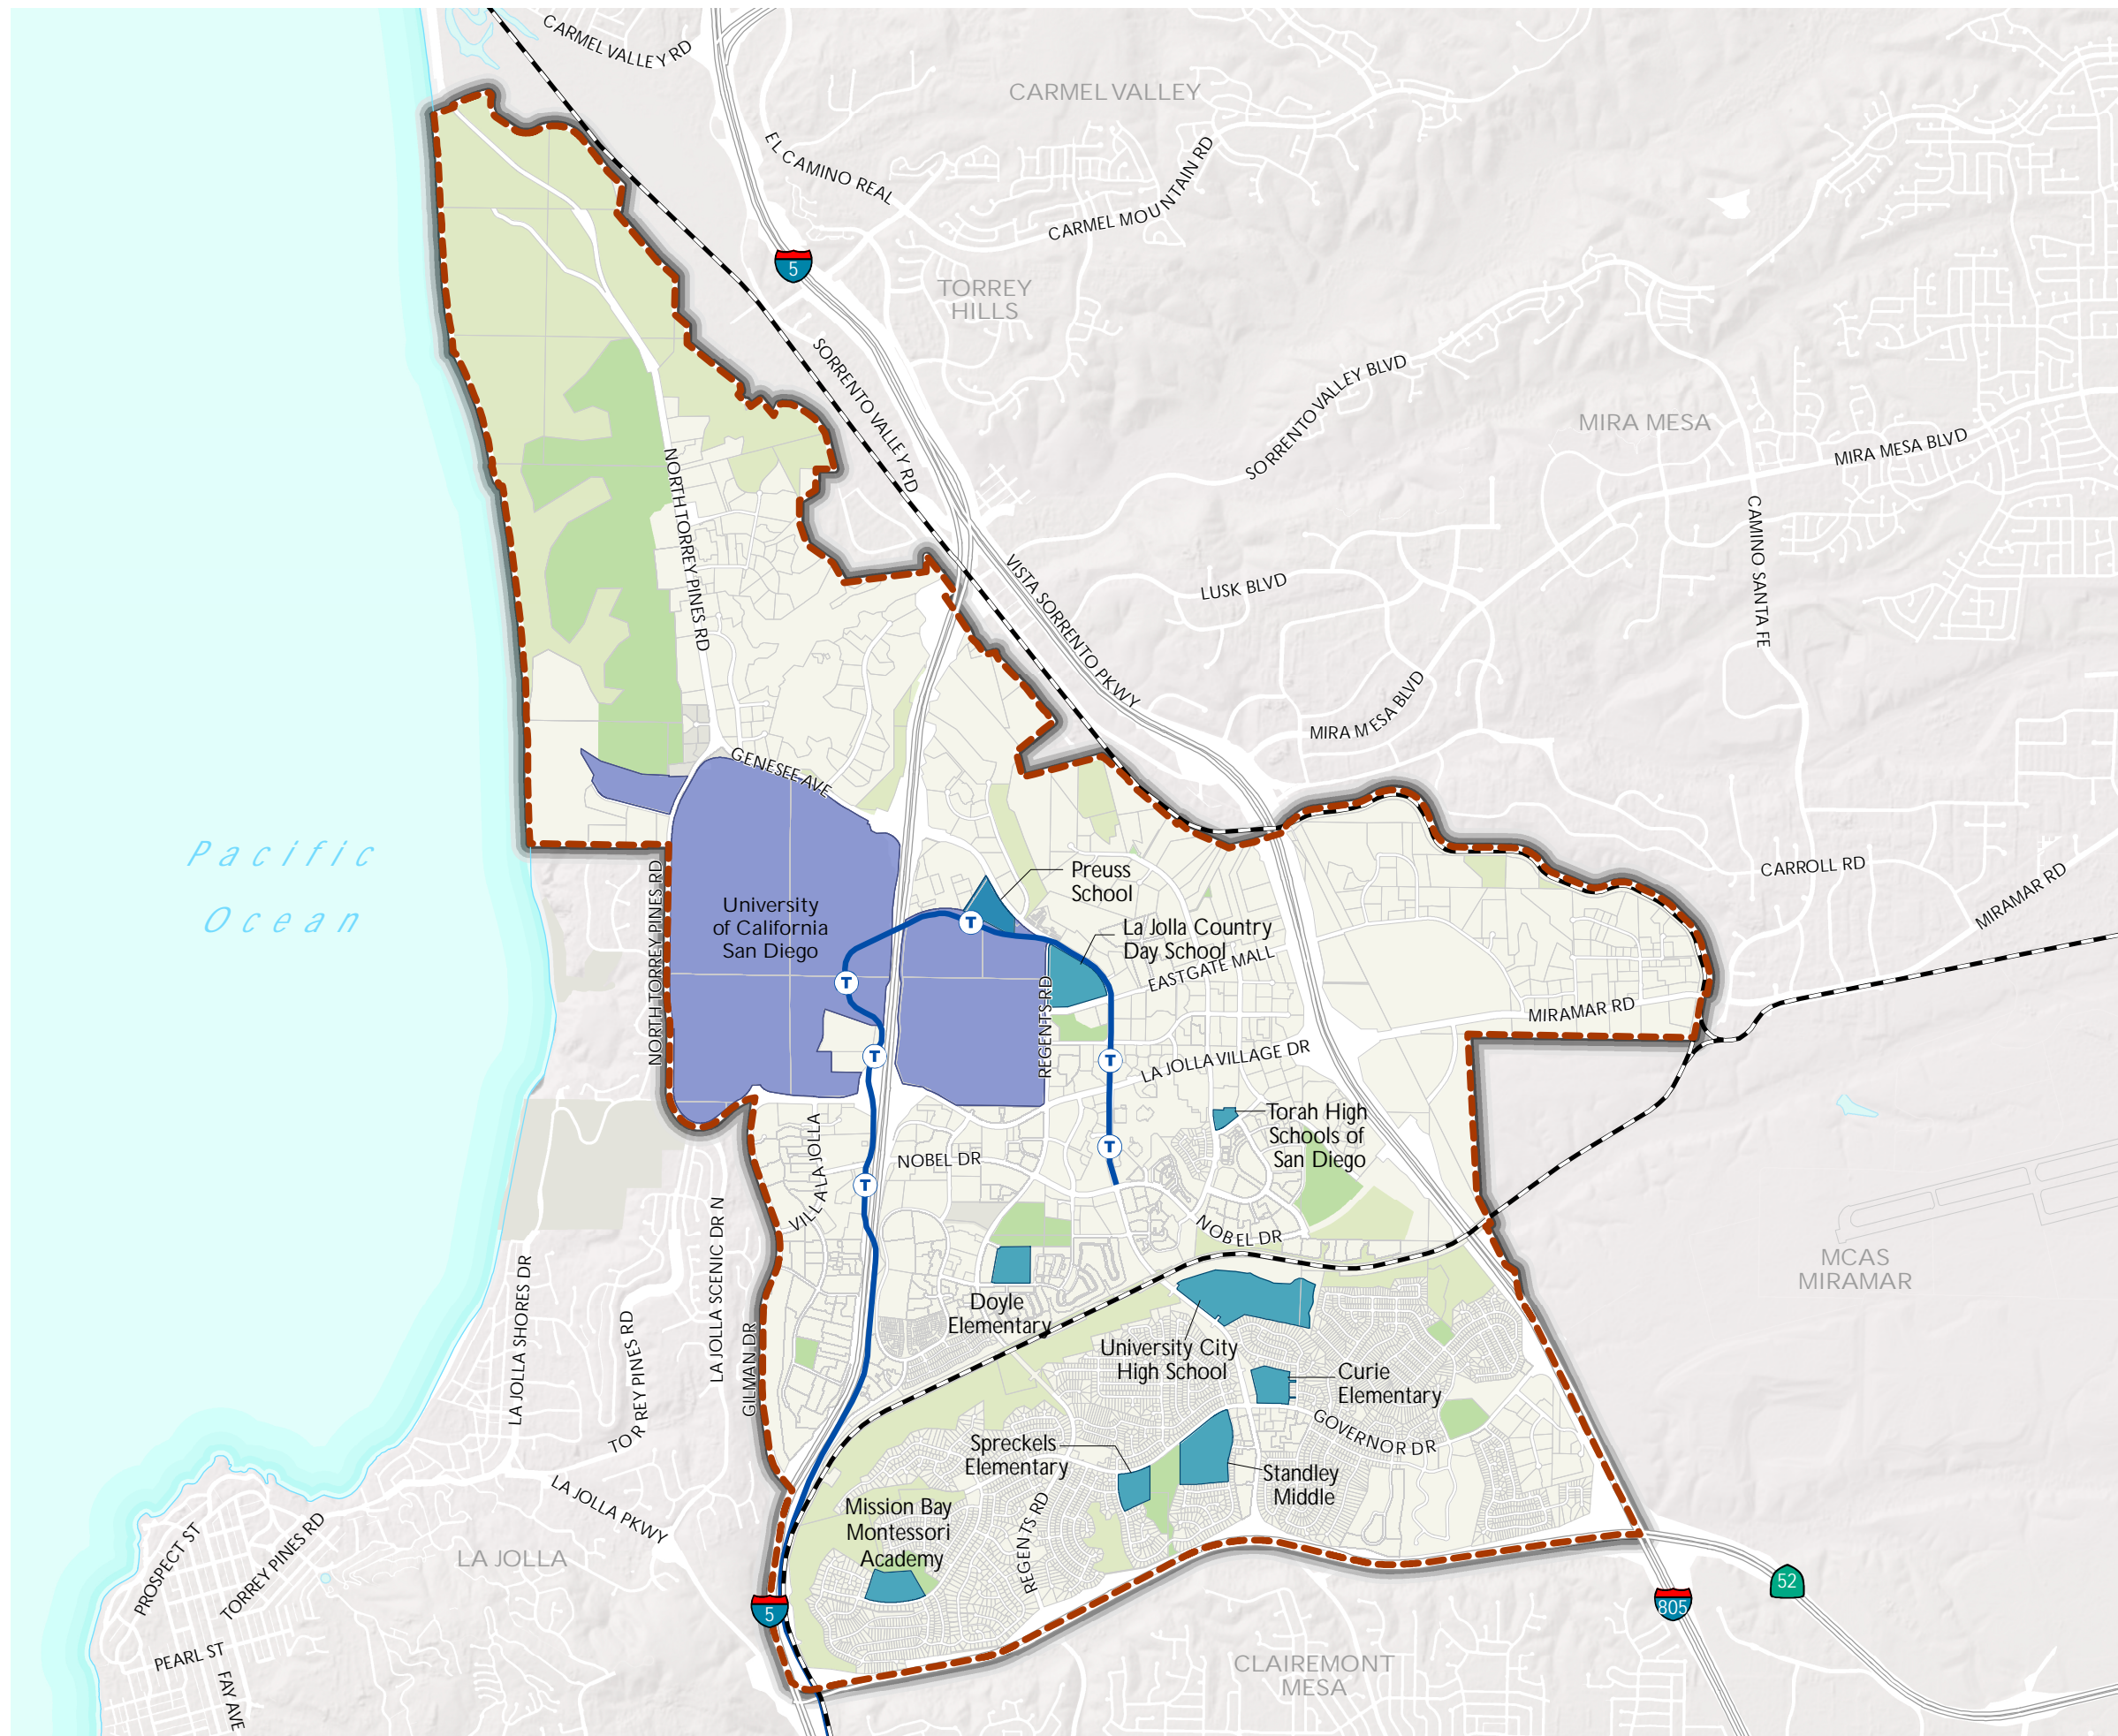 CARMEL VALLEY RD
CARMEL VALLEY
EL CAMINO REAL
CARMEL MOUNTAIN RD
5
TORREY
HILLS
SORRENTO VALLEY RD
SORRENTO VALLEY BLVD
MIRA MESA
MIRA MESA BLVD
NORTH TORREY PINES RD
CAMINO SANTA FE
VISTA SORRENTO PKWY
LUSK BLVD
MIRA MESA BLVD
GENESEE AVE
Pacific
Ocean
CARROLL RD
MIRAMAR RD
NORTH TORREY PINES RD
University
of California
San Diego
Preuss
School
La Jolla Country
Day School
EASTGATE MALL
REGENTS RD
MIRAMAR RD
LA JOLLA VILLAGE DR
T
T
T
T
T
T
Torah High
Schools of
San Diego
VILLA LA JOLLA
NOBEL DR
NOBEL DR
LA JOLLA SCENIC DR N
LA JOLLA SHORES DR
TORREY PINES RD
GILMAN DR
MCAS
MIRAMAR
Doyle
Elementary
University City
High School
Curie
Elementary
GOVERNOR DR
Spreckels
Elementary
Standley
Middle
Mission Bay
Montessori
Academy
REGENTS RD
LA JOLLA PKWY
LA JOLLA
PROSPECT ST
TORREY PINES RD
PEARL ST
FAY AVE
5
52
805
CLAIREMONT
MESA